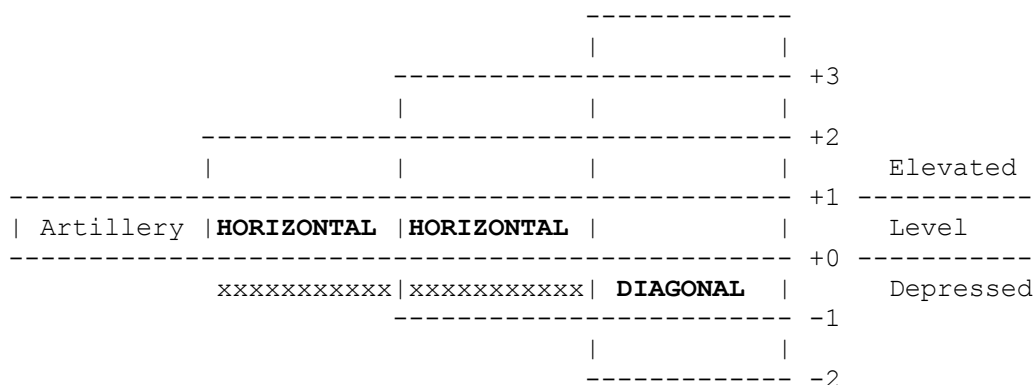 -------------
| |
------------------------- +3
| | |
------------------------------------- +2
| | | | Elevated
------------------------------------------------- +1 -----------
| Artillery |HORIZONTAL |HORIZONTAL | | Level
------------------------------------------------- +0 -----------
xxxxxxxxxxx|xxxxxxxxxxx| DIAGONAL | Depressed
------------------------- -1
| |
------------- -2